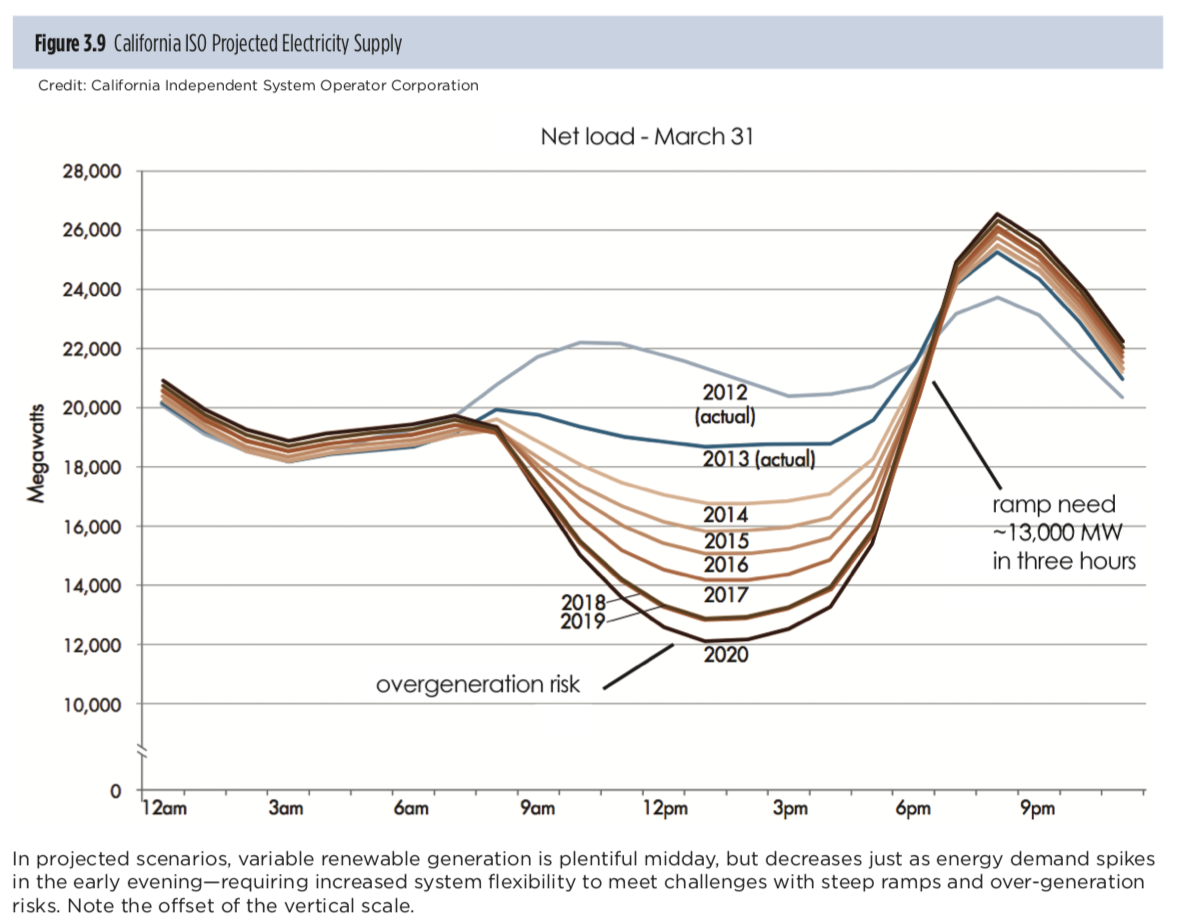 Figure 3.9 California ISO Projected Electricity Supply
Credit: California Independent System Operator Corporation
Net load - March 31
28,000
26,000
24,000
22,000
20,000
18,000
16,000
14,000
12,000
10,000
0
Megawatts
2012
(actual)
2013 (actual)
2014
2015
2016
2017
2018
2019
2020
overgeneration risk
ramp need
~13,000 MW
in three hours
12am 3am 6am 9am 12pm 3pm 6pm 9pm
In projected scenarios, variable renewable generation is plentiful midday, but decreases just as energy demand spikes
in the early evening—requiring increased system flexibility to meet challenges with steep ramps and over-generation
risks. Note the offset of the vertical scale.